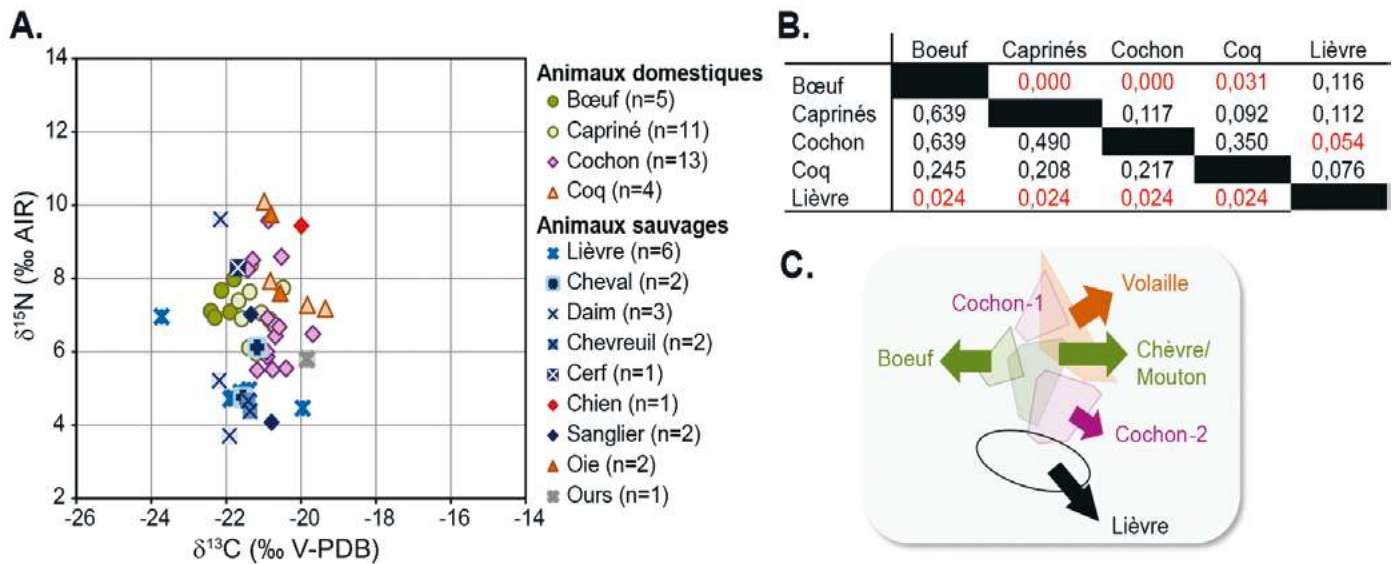 A.
δ¹⁵N (‰ AIR)
14
12
10
8
6
4
2
-26 -24 -22 -20 -18 -16 -14
δ¹³C (‰ V-PDB)
Animaux domestiques
Bœuf (n=5)
Capriné (n=11)
Cochon (n=13)
Coq (n=4)
Animaux sauvages
Lièvre (n=6)
Cheval (n=2)
Daim (n=3)
Chevreuil (n=2)
Cerf (n=1)
Chien (n=1)
Sanglier (n=2)
Oie (n=2)
Ours (n=1)
B.
Boeuf Caprinés Cochon Coq Lièvre
Bœuf 0,000 0,000 0,031 0,116
Caprinés 0,639 0,117 0,092 0,112
Cochon 0,639 0,490 0,350 0,054
Coq 0,245 0,208 0,217 0,076
Lièvre 0,024 0,024 0,024 0,024
C.
Cochon-1
Volaille
Boeuf
Chèvre/
Mouton
Cochon-2
Lièvre